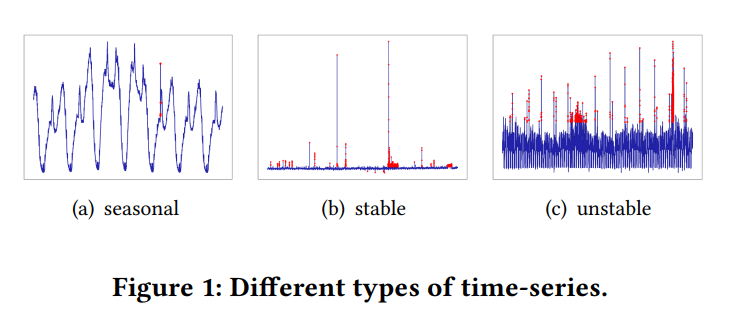 (a) seasonal
(b) stable
(c) unstable
Figure 1: Different types of time-series.